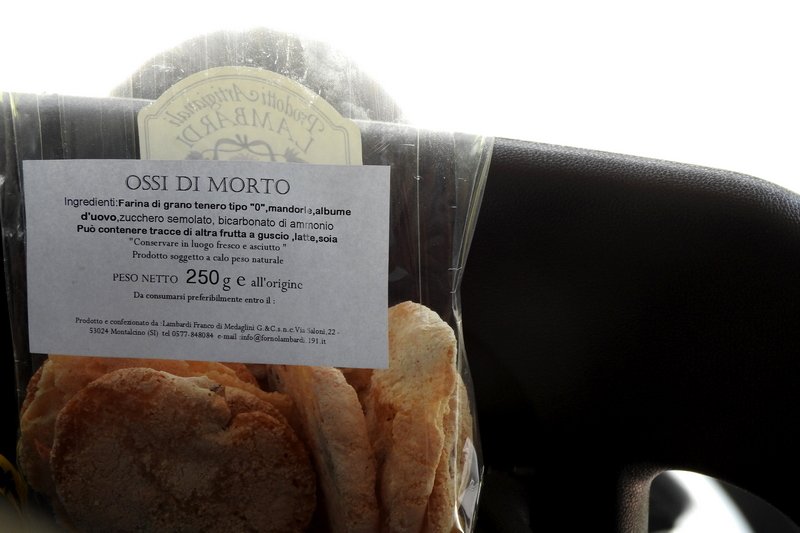 Prodotti Artigianali
LAMBARDI
OSSI DI MORTO
Ingredienti:Farina di grano tenero tipo "0",mandorle,albume
d'uovo,zucchero semolato, bicarbonato di ammonio
Può contenere tracce di altra frutta a guscio ,latte,soia
"Conservare in luogo fresco e asciutto "
Prodotto soggetto a calo peso naturale
PESO NETTO 250 g e all'origine
Da consumarsi preferibilmente entro il :
Prodotto e confezionato da :Lambardi Franco di Medaglini G.&C.s.n.c.Via Saloni,22 -
53024 Montalcino (SI) tel 0577-848084 e-mail :info@fornolambardi.191.it